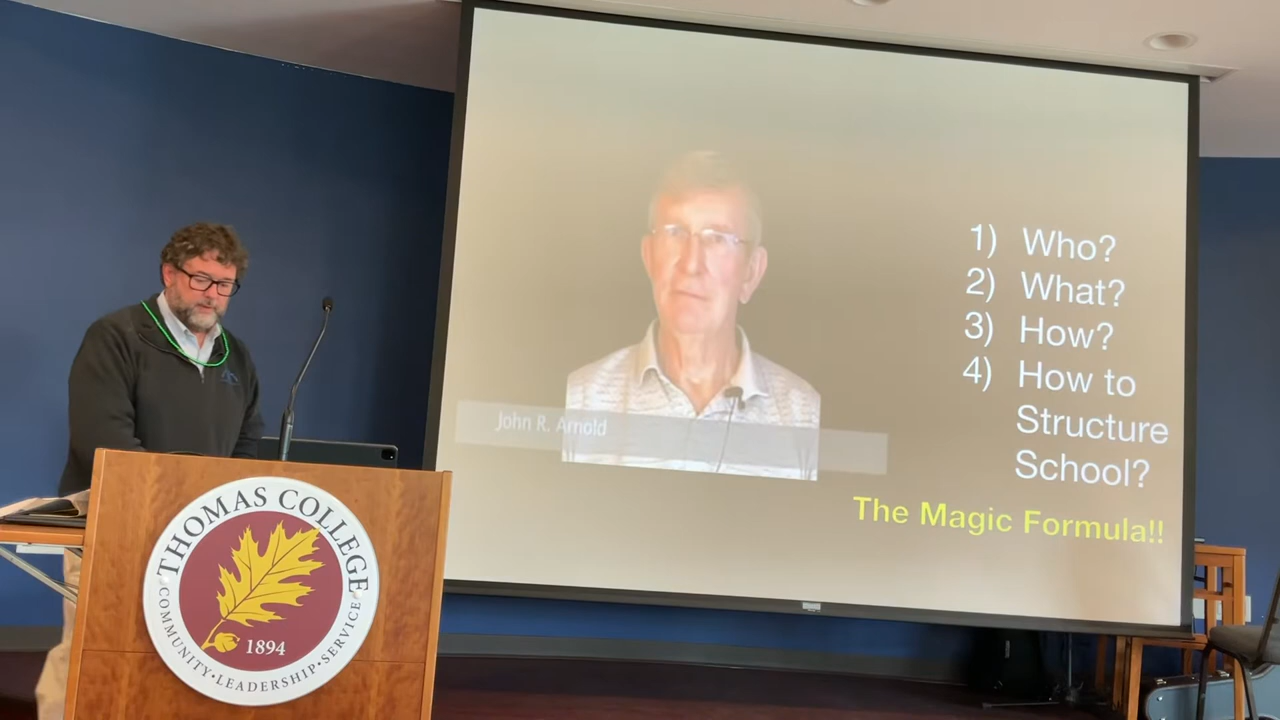 THOMAS COLLEGE
1894
COMMUNITY•LEADERSHIP•SERVICE
John R. Arnold
1) Who?
2) What?
3) How?
4) How to
Structure
School?
The Magic Formula!!